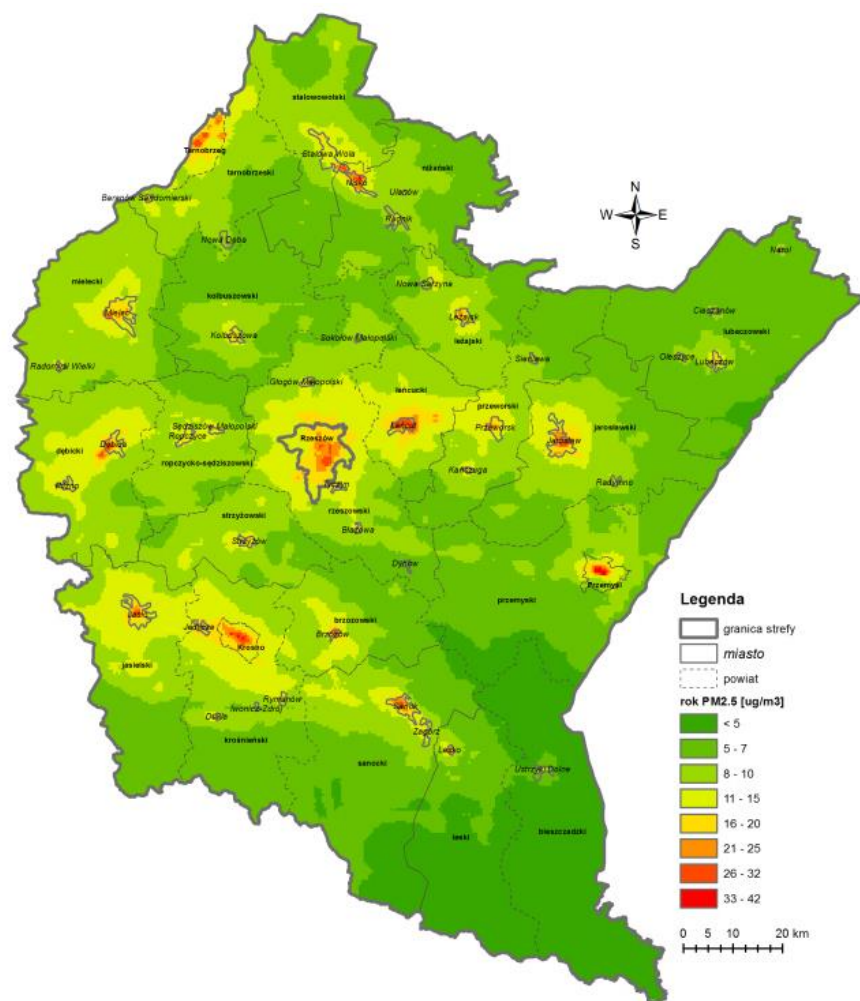 stalowowolski
Tarnobrzeg
Stalowa Wola
tarnobrzeski
Nisko
niżański
Ulanów
Baranów Sandomierski
Rudnik
N
W E
S
Nowa Dęba
Narol
mielecki
Nowa Sarzyna
kolbuszowski
Mielec
Leżajsk
Cieszanów
lubaczowski
Kolbuszowa
Sokołów Małopolski
leżajski
Oleszyce
Lubaczów
Radomyśl Wielki
Sieniawa
Głogów Małopolski
łańcucki
przeworski
Sędziszów Małopolski
Łańcut
Przeworsk
jarosławski
Ropczyce
Rzeszów
Jarosław
dębicki
Dębica
ropczycko-sędziszowski
Kańczuga
Pilzno
Tyczyn
Radymno
strzyżowski
rzeszowski
Błażowa
Strzyżów
Dynów
Przemyśl
przemyski
Legenda
granica strefy
miasto
powiat
rok PM2.5 [ug/m3]
< 5
5 - 7
8 - 10
11 - 15
16 - 20
21 - 25
26 - 32
33 - 42
0 5 10 20 km
Jasło
Jedlicze
Krosno
brzozowski
Brzozów
jasielski
Rymanów
Iwonicz-Zdrój
Dukla
Sanok
Zagórz
krośnieński
Lesko
sanocki
Ustrzyki Dolne
leski
bieszczadzki